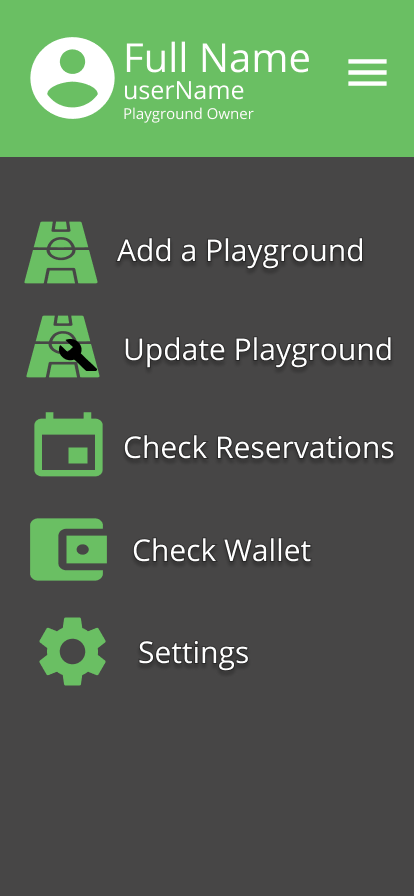 Full Name
userName
Playground Owner
Add a Playground
Update Playground
Check Reservations
Check Wallet
Settings